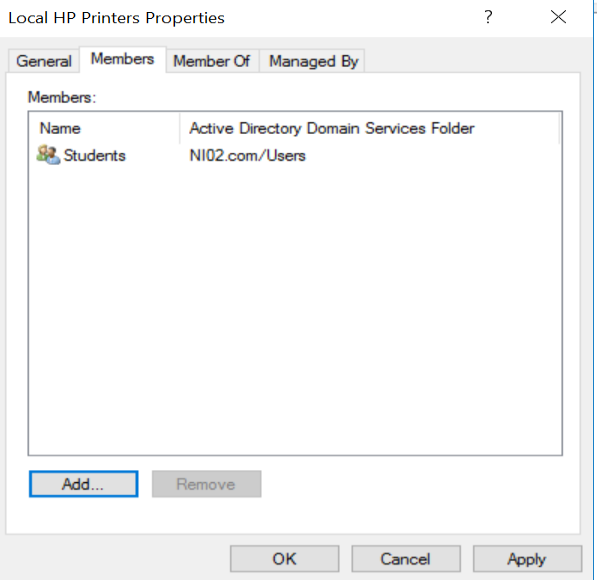 Local HP Printers Properties ?
General Members Member Of Managed By
Members:
Name Active Directory Domain Services Folder
Students NI02.com/Users
Add... Remove
OK Cancel Apply